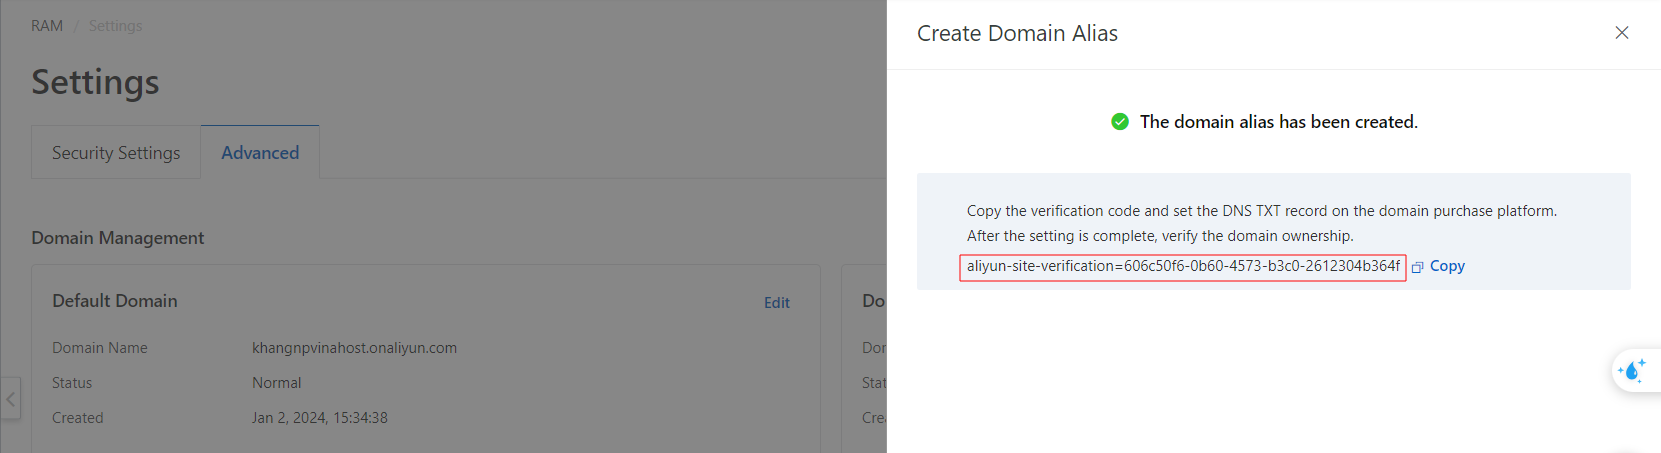 RAM / Settings
Settings
Security Settings
Advanced
Domain Management
Default Domain
Edit
Domain Name
khangnpvinahost.onaliyun.com
Status
Normal
Created
Jan 2, 2024, 15:34:38
Do
Dor
Stat
Crea
Create Domain Alias
The domain alias has been created.
Copy the verification code and set the DNS TXT record on the domain purchase platform.
After the setting is complete, verify the domain ownership.
aliyun-site-verification=606c50f6-0b60-4573-b3c0-2612304b364f
Copy